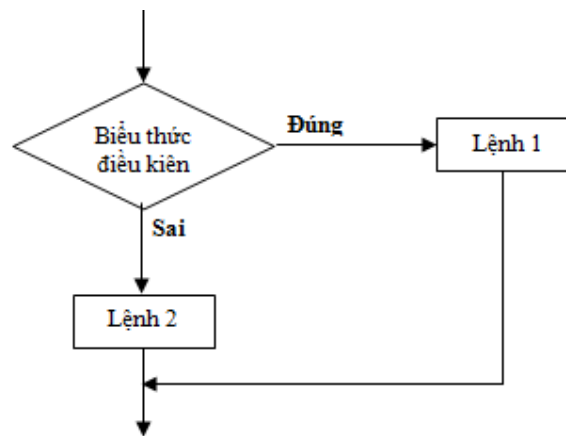 Biểu thức
điều kiên
Đúng
Lệnh 1
Sai
Lệnh 2